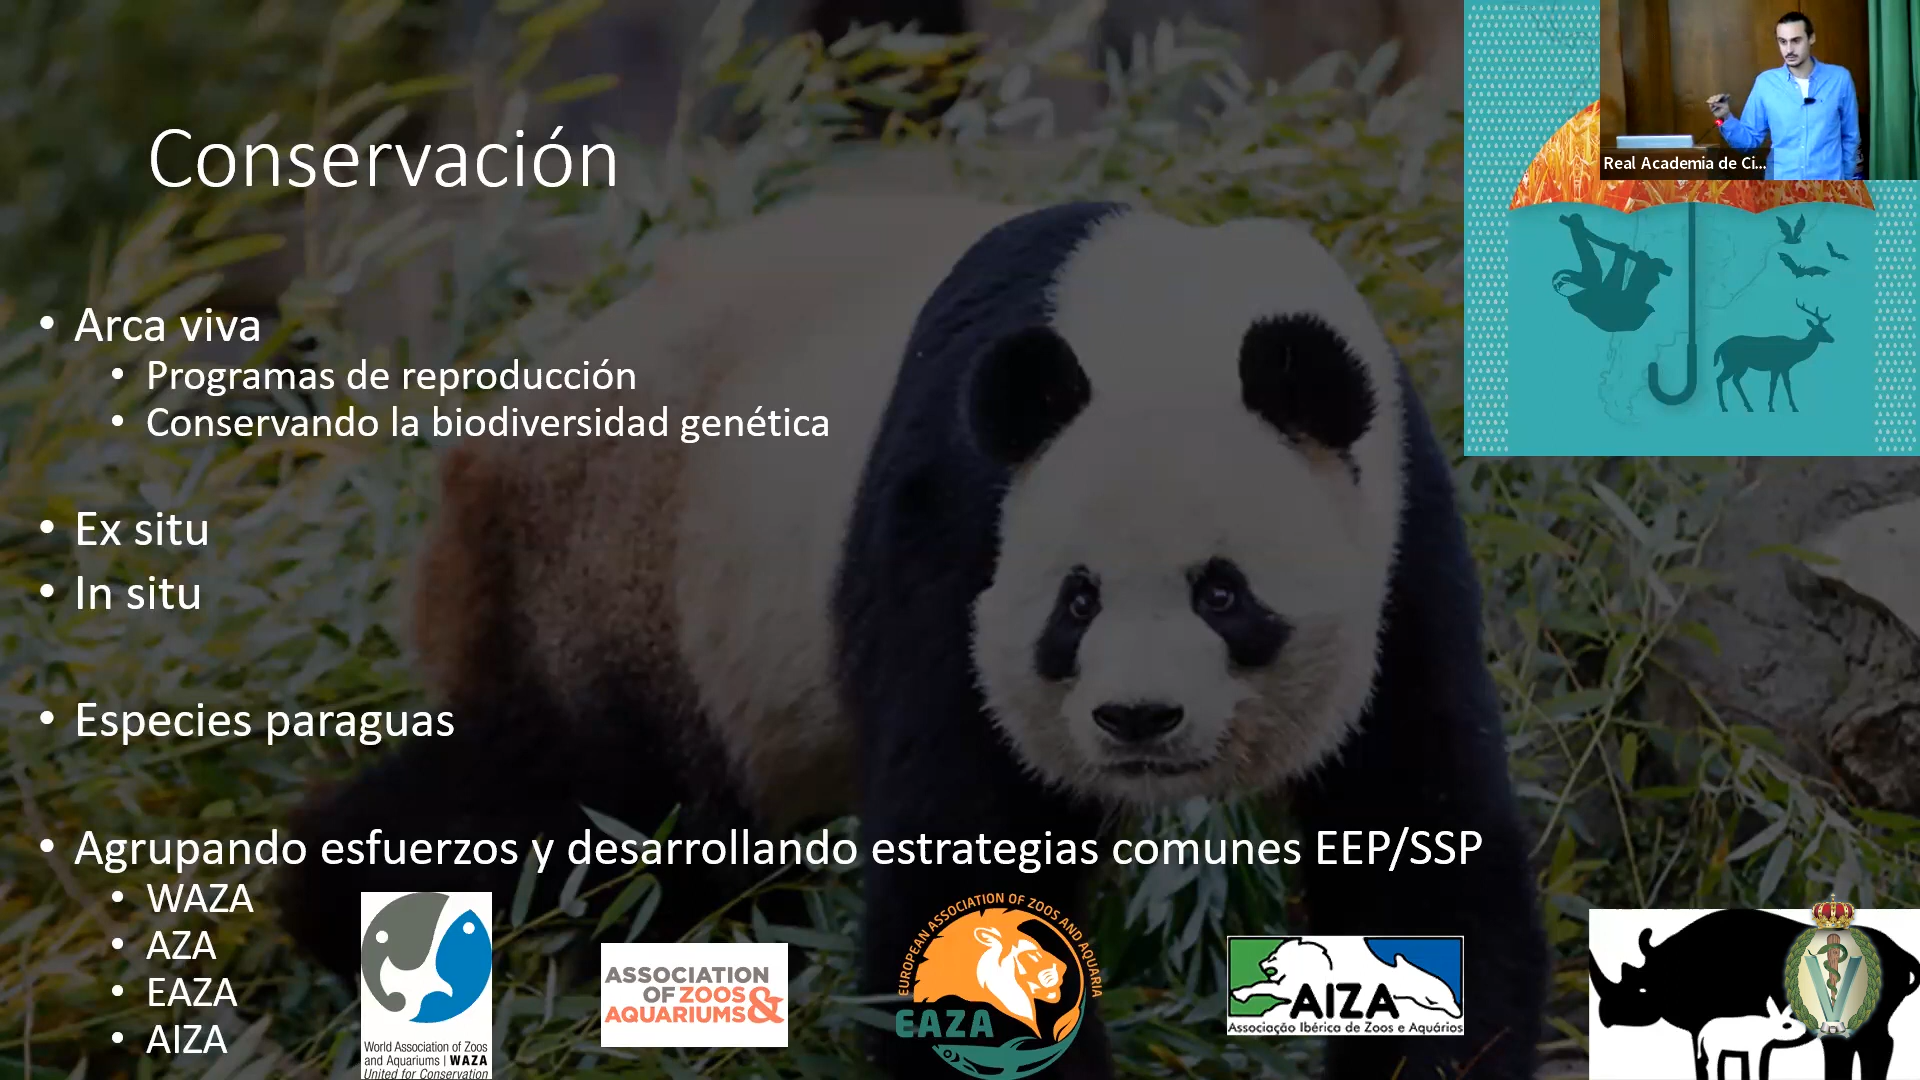 Conservación
Real Academia de Ci...
• Arca viva
• Programas de reproducción
• Conservando la biodiversidad genética
• Ex situ
• In situ
• Especies paraguas
• Agrupando esfuerzos y desarrollando estrategias comunes EEP/SSP
• WAZA
• AZA
• EAZA
• AIZA
World Association of Zoos
and Aquariums | WAZA
United for Conservation
ASSOCIATION
OF ZOOS &
AQUARIUMS
EUROPEAN ASSOCIATION OF ZOOS AND AQUARIA
EAZA
AIZA
Associação Ibérica de Zoos e Aquários
V